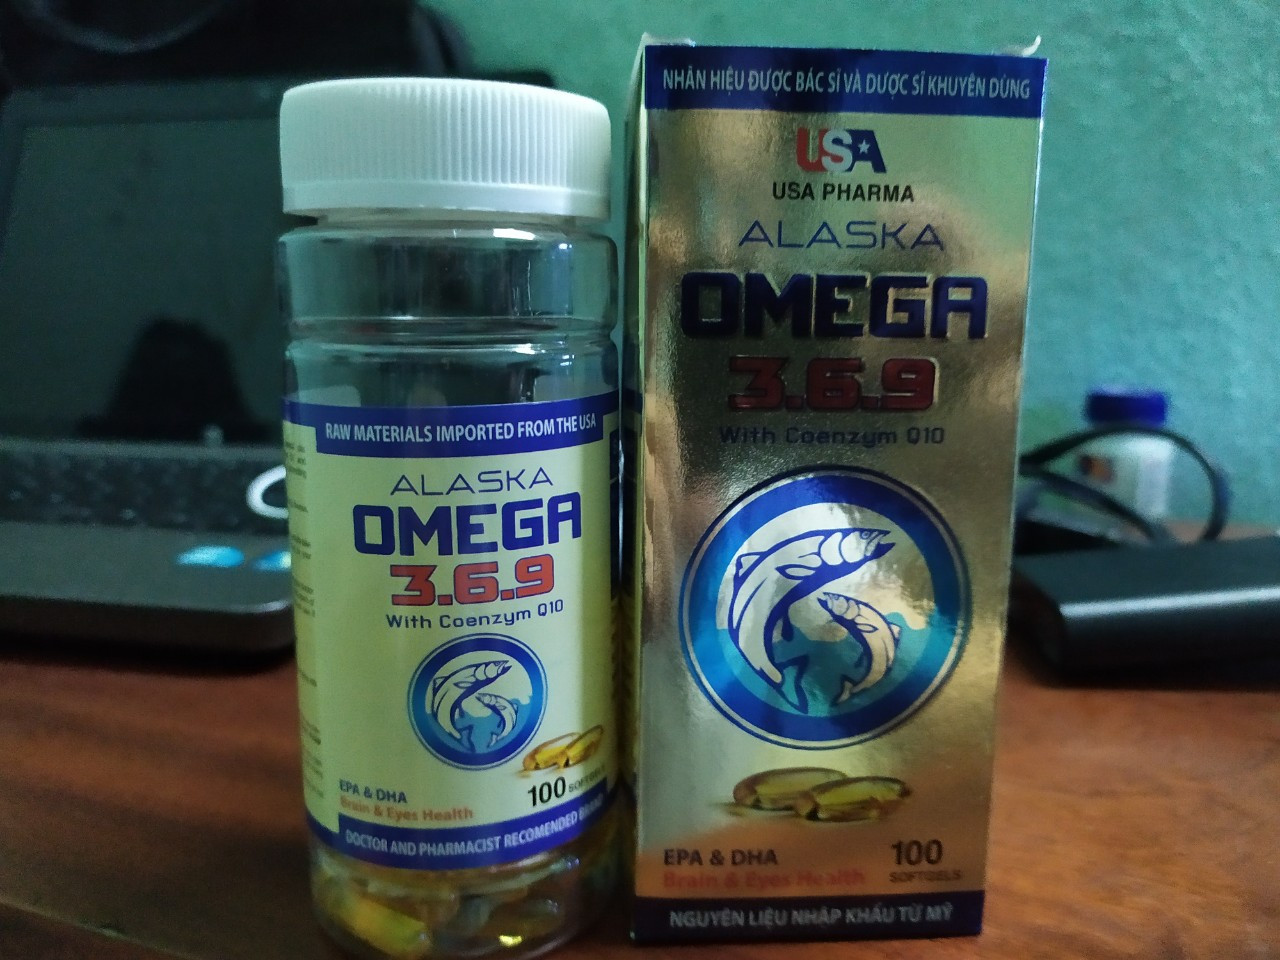 RAW MATERIALS IMPORTED FROM THE USA
ALASKA
OMEGA
3.6.9
With Coenzym Q10
EPA & DHA
Brain & Eyes Health
100 SOFTGELS
DOCTOR AND PHARMACIST RECOMENDED BRAND
NHÃN HIỆU ĐƯỢC BÁC SĨ VÀ DƯỢC SĨ KHUYÊN DÙNG
USA
USA PHARMA
ALASKA
OMEGA
3.6.9
With Coenzym Q10
EPA & DHA
Brain & Eyes Health
100
SOFTGELS
NGUYÊN LIỆU NHẬP KHẨU TỪ MỸ